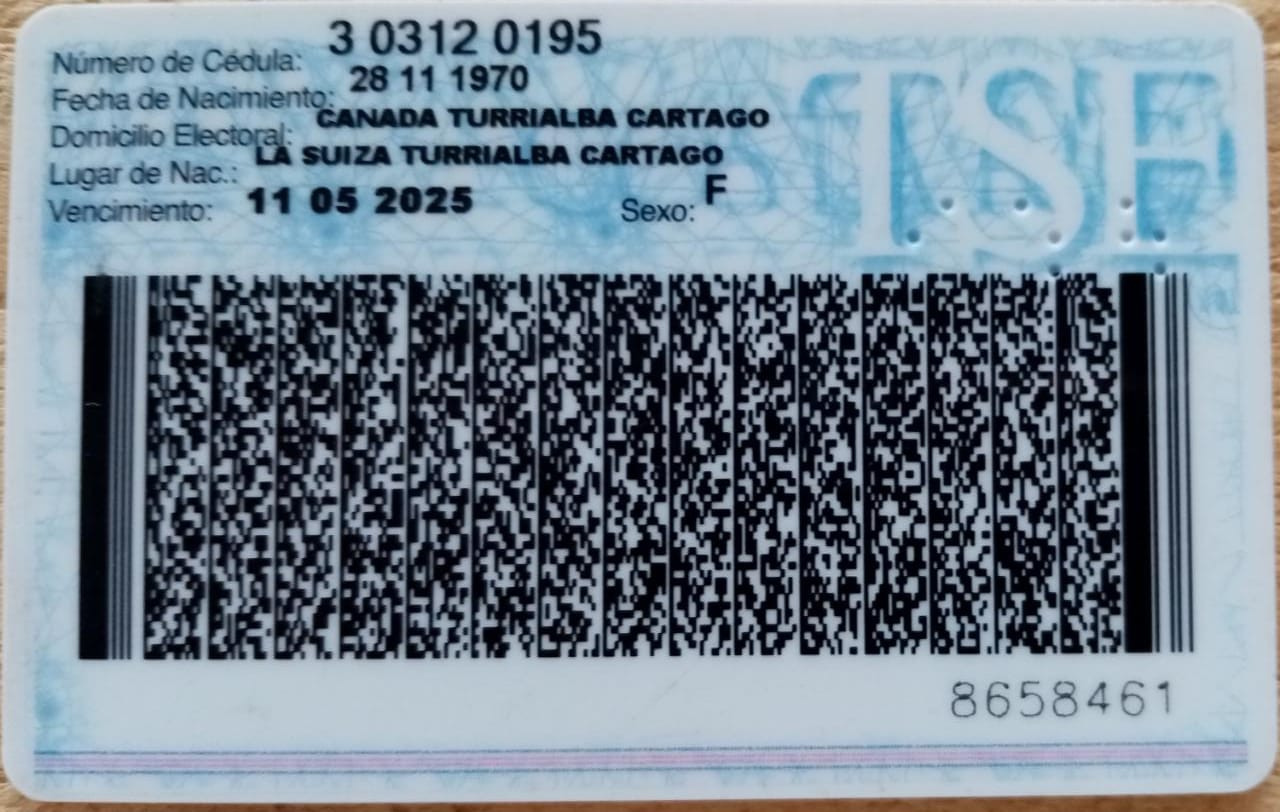 Número de Cédula: 3 0312 0195
Fecha de Nacimiento: 28 11 1970
Domicilio Electoral: CANADA TURRIALBA CARTAGO
Lugar de Nac.: LA SUIZA TURRIALBA CARTAGO
Vencimiento: 11 05 2025 Sexo: F
TSE
8658461